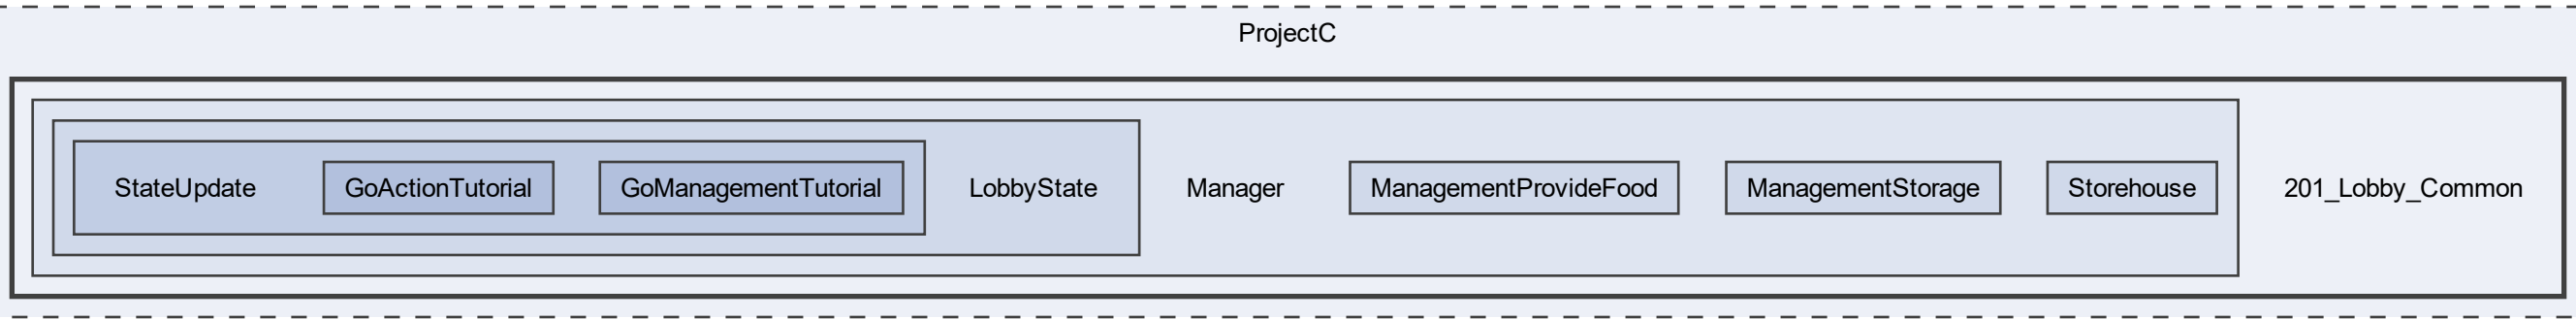 ProjectC
StateUpdate
GoActionTutorial
GoManagementTutorial
LobbyState
Manager
ManagementProvideFood
ManagementStorage
Storehouse
201_Lobby_Common